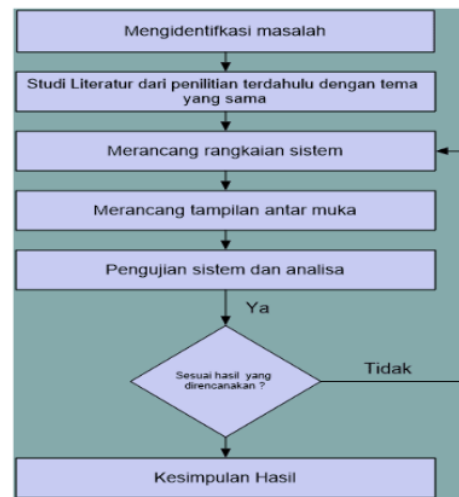 Mengidentifkasi masalah
Studi Literatur dari penilitian terdahulu dengan tema
yang sama
Merancang rangkaian sistem
Merancang tampilan antar muka
Pengujian sistem dan analisa
Ya
Sesuai hasil yang
direncanakan ?
Tidak
Kesimpulan Hasil